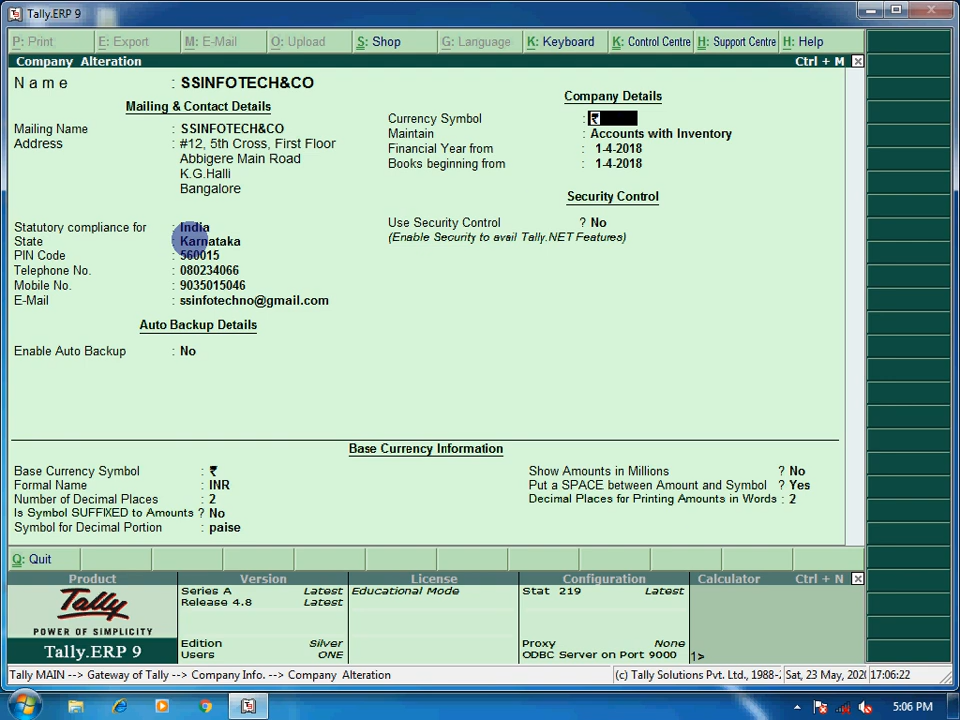 Tally.ERP 9
P: Print E: Export M: E-Mail O: Upload S: Shop G: Language K: Keyboard K: Control Centre H: Support Centre H: Help
Company Alteration Ctrl + M
Name : SSINFOTECH&CO
Mailing & Contact Details
Mailing Name : SSINFOTECH&CO
Address : #12, 5th Cross, First Floor
Abbigere Main Road
K.G.Halli
Bangalore
Statutory compliance for : India
State : Karnataka
PIN Code : 560015
Telephone No. : 080234066
Mobile No. : 9035015046
E-Mail : ssinfotechno@gmail.com
Auto Backup Details
Enable Auto Backup : No
Company Details
Currency Symbol : ₹
Maintain : Accounts with Inventory
Financial Year from : 1-4-2018
Books beginning from : 1-4-2018
Security Control
Use Security Control ? No
(Enable Security to avail Tally.NET Features)
Base Currency Information
Base Currency Symbol : ₹
Formal Name : INR
Number of Decimal Places : 2
Is Symbol SUFFIXED to Amounts ? No
Symbol for Decimal Portion : paise
Show Amounts in Millions ? No
Put a SPACE between Amount and Symbol ? Yes
Decimal Places for Printing Amounts in Words : 2
Q: Quit
Product Version License Configuration Calculator Ctrl + N
Tally
POWER OF SIMPLICITY
Tally.ERP 9
Series A Latest
Release 4.8 Latest
Edition Silver
Users ONE
Educational Mode
Stat 219 Latest
Proxy None
ODBC Server on Port 9000
1>
Tally MAIN --> Gateway of Tally --> Company Info. --> Company Alteration (c) Tally Solutions Pvt. Ltd., 1988-2 Sat, 23 May, 2020 17:06:22
5:06 PM